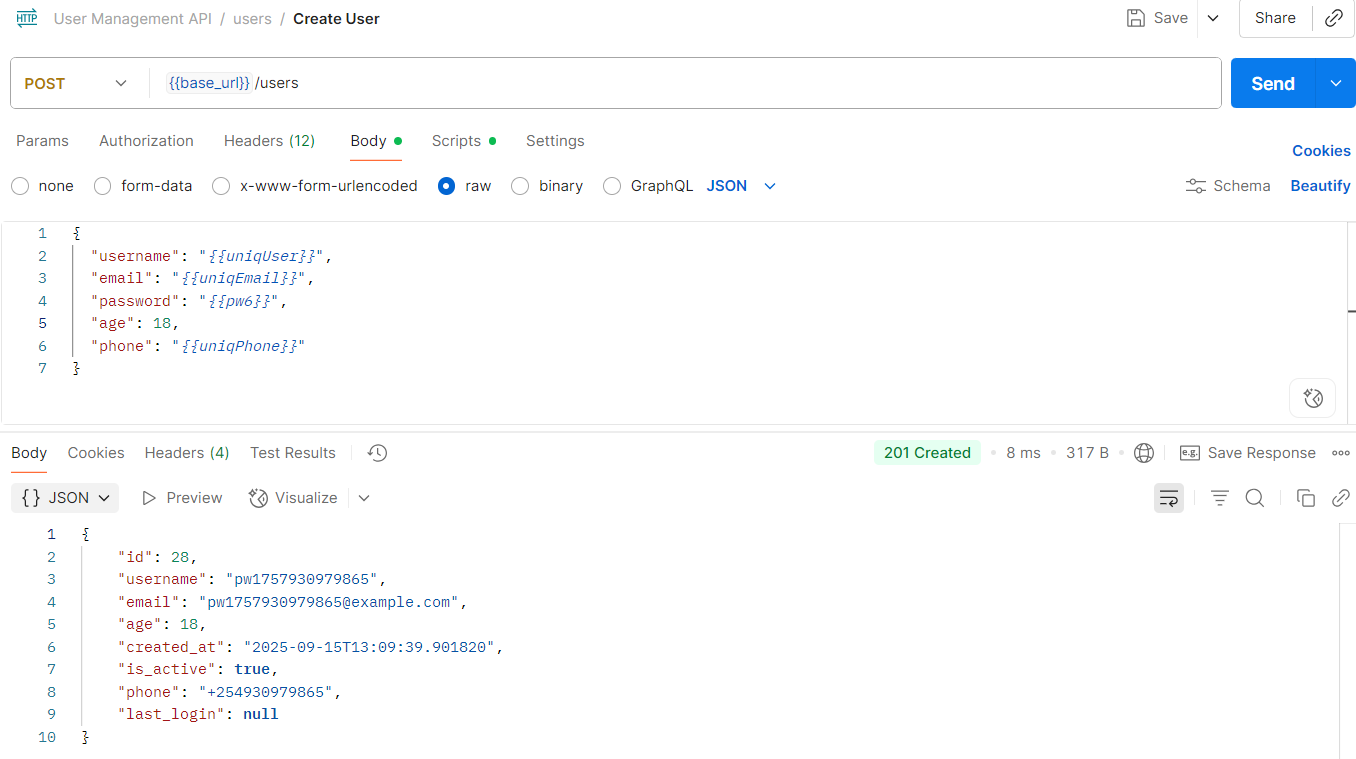 HTTP User Management API / users / Create User Save Share
POST {{base_url}}/users Send
Params Authorization Headers (12) Body Scripts Settings Cookies
none form-data x-www-form-urlencoded raw binary GraphQL JSON Schema Beautify
1 {
2 "username": "{{uniqUser}}",
3 "email": "{{uniqEmail}}",
4 "password": "{{pw6}}",
5 "age": 18,
6 "phone": "{{uniqPhone}}"
7 }
Body Cookies Headers (4) Test Results 201 Created 8 ms 317 B e.g. Save Response
{} JSON Preview Visualize
1 {
2 "id": 28,
3 "username": "pw1757930979865",
4 "email": "pw1757930979865@example.com",
5 "age": 18,
6 "created_at": "2025-09-15T13:09:39.901820",
7 "is_active": true,
8 "phone": "+254930979865",
9 "last_login": null
10 }